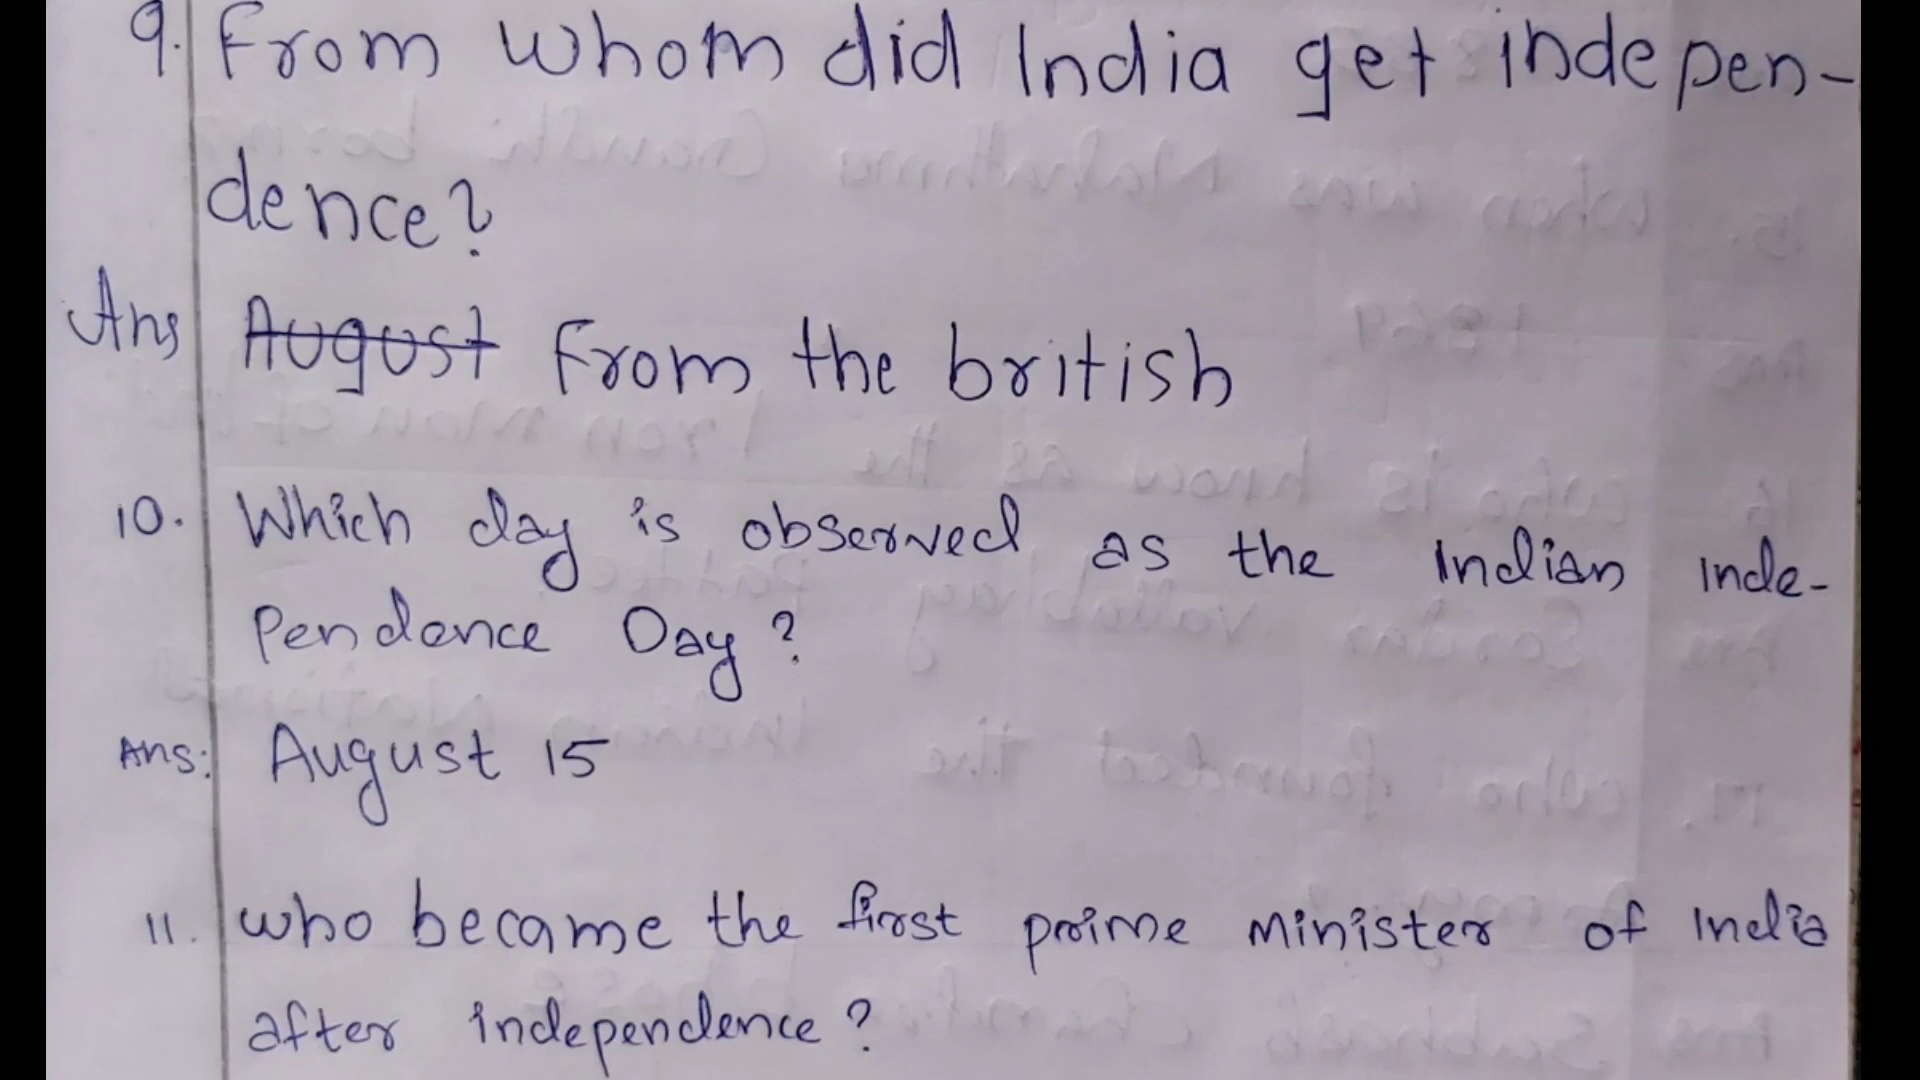 9. From whom did India get indepen-
dence?
Ans August From the british
10. Which day is observed as the Indian inde-
pendence Day?
Ans: August 15
11. who became the first prime minister of India
after independence?